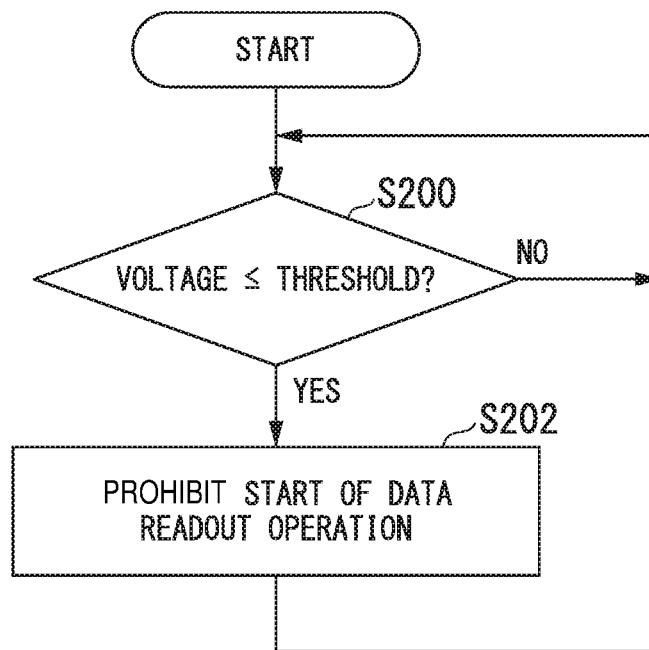 START
S200
VOLTAGE ≤ THRESHOLD?
NO
YES
S202
PROHIBIT START OF DATA
READOUT OPERATION